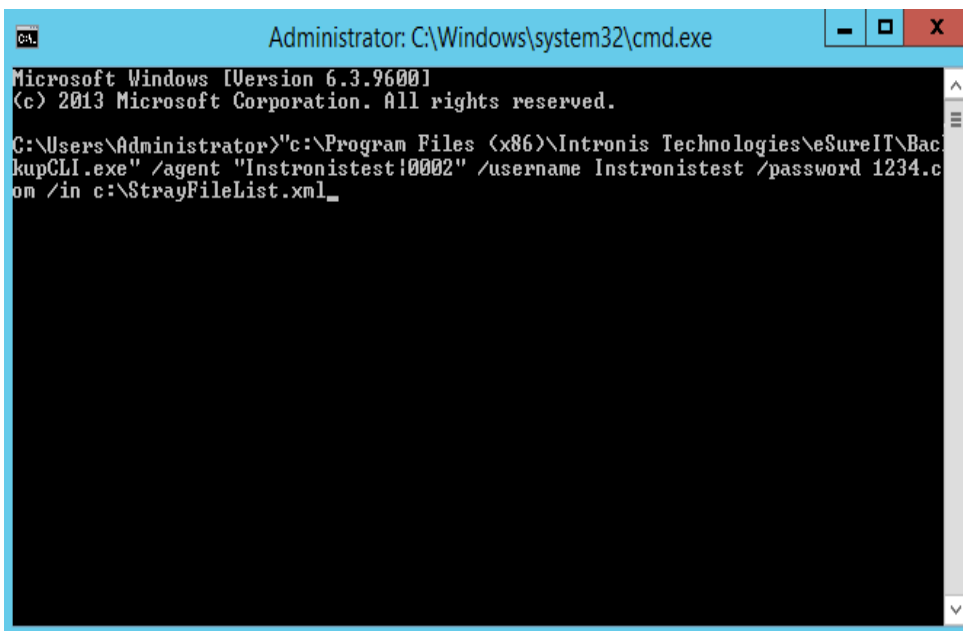 Administrator: C:\Windows\system32\cmd.exe
Microsoft Windows [Version 6.3.9600]
(c) 2013 Microsoft Corporation. All rights reserved.
C:\Users\Administrator>"c:\Program Files (x86)\Intronis Technologies\eSureIT\Bac
kupCLI.exe" /agent "Instronistest|0002" /username Instronistest /password 1234.c
om /in c:\StrayFileList.xml_